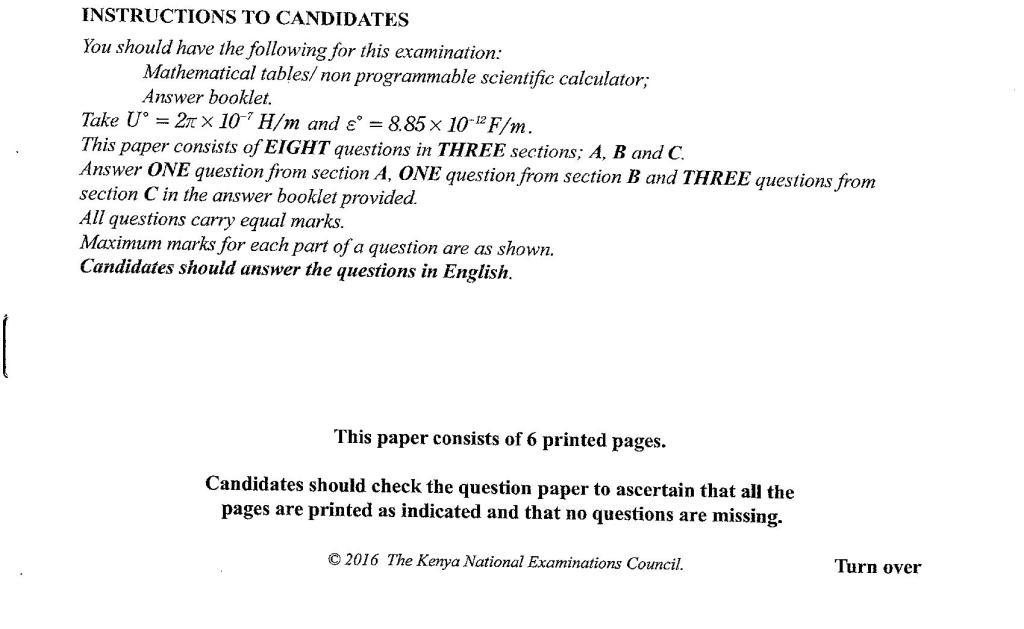 INSTRUCTIONS TO CANDIDATES
You should have the following for this examination:
Mathematical tables/ non programmable scientific calculator;
Answer booklet.
Take U° = 2π × 10⁻⁷ H/m and ε° = 8.85 × 10⁻¹² F/m.
This paper consists of EIGHT questions in THREE sections; A, B and C.
Answer ONE question from section A, ONE question from section B and THREE questions from
section C in the answer booklet provided.
All questions carry equal marks.
Maximum marks for each part of a question are as shown.
Candidates should answer the questions in English.
This paper consists of 6 printed pages.
Candidates should check the question paper to ascertain that all the
pages are printed as indicated and that no questions are missing.
© 2016 The Kenya National Examinations Council.
Turn over